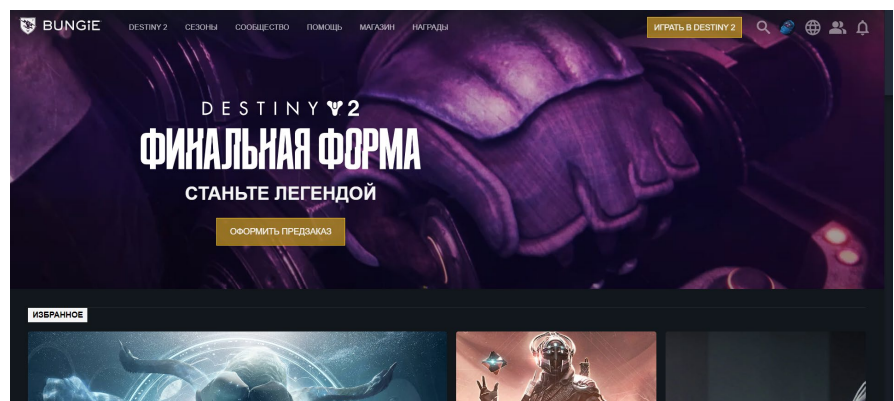 BUNGiE
DESTINY 2 СЕЗОНЫ СООБЩЕСТВО ПОМОЩЬ МАГАЗИН НАГРАДЫ
ИГРАТЬ В DESTINY 2
DESTINY 2
ФИНАЛЬНАЯ ФОРМА
СТАНЬТЕ ЛЕГЕНДОЙ
ОФОРМИТЬ ПРЕДЗАКАЗ
ИЗБРАННОЕ